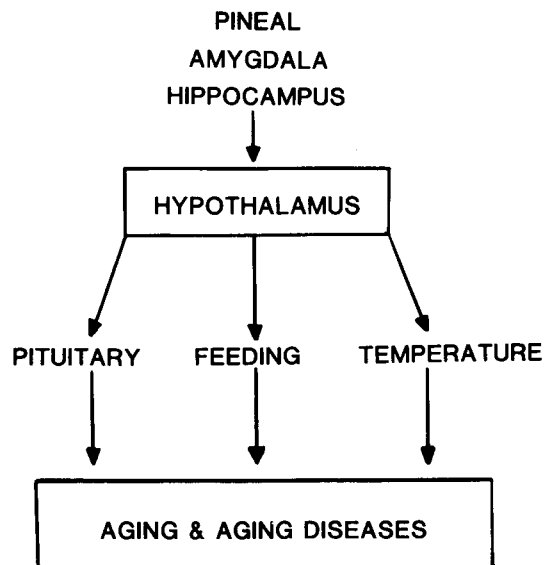 PINEAL
AMYGDALA
HIPPOCAMPUS
HYPOTHALAMUS
PITUITARY FEEDING TEMPERATURE
AGING & AGING DISEASES